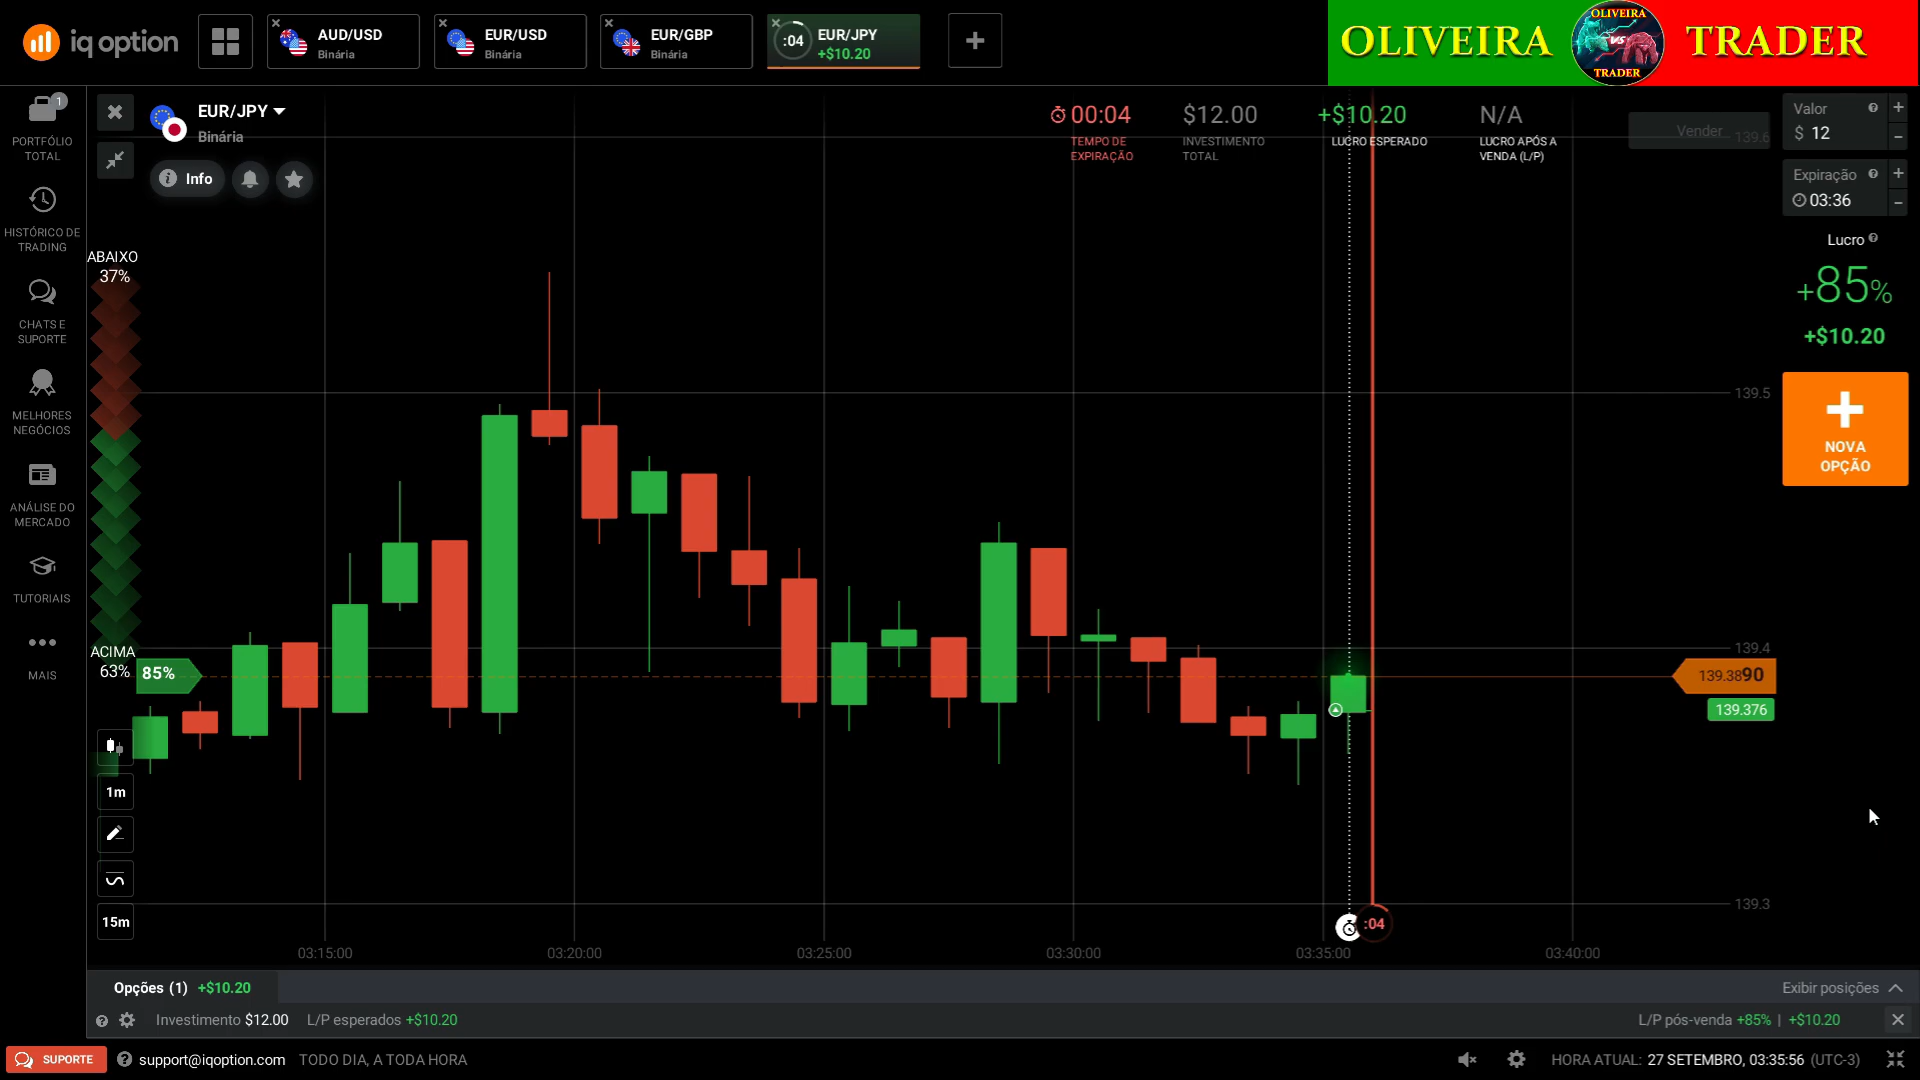 iq option
AUD/USD
Binária
EUR/USD
Binária
EUR/GBP
Binária
:04
EUR/JPY
+$10.20
OLIVEIRA
OLIVEIRA
VS
TRADER
TRADER
1
PORTFÓLIO
TOTAL
HISTÓRICO DE
TRADING
CHATS E
SUPORTE
MELHORES
NEGÓCIOS
ANÁLISE DO
MERCADO
TUTORIAIS
MAIS
EUR/JPY
Binária
Info
00:04
TEMPO DE
EXPIRAÇÃO
$12.00
INVESTIMENTO
TOTAL
+$10.20
LUCRO ESPERADO
N/A
LUCRO APÓS A
VENDA (L/P)
Vender
139.6
Valor
$ 12
Expiração
03:36
Lucro
+85%
+$10.20
NOVA
OPÇÃO
ABAIXO
37%
ACIMA
63%
85%
139.5
139.4
139.3890
139.376
139.3
1m
15m
:04
03:15:00
03:20:00
03:25:00
03:30:00
03:35:00
03:40:00
Opções (1) +$10.20
Exibir posições
Investimento $12.00 L/P esperados +$10.20
L/P pós-venda +85% | +$10.20
SUPORTE
support@iqoption.com TODO DIA, A TODA HORA
HORA ATUAL: 27 SETEMBRO, 03:35:56 (UTC-3)